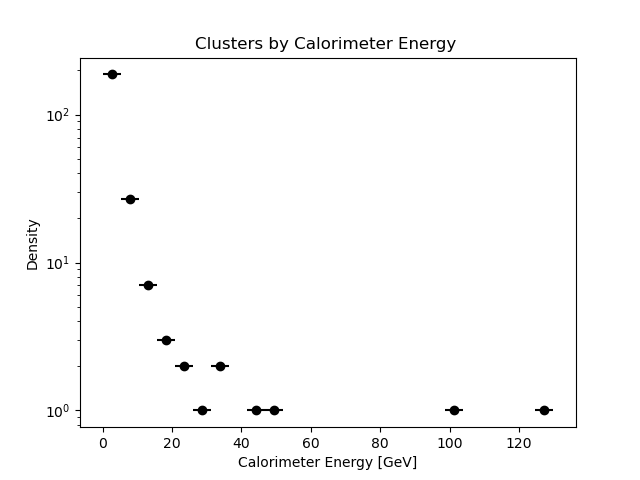 Clusters by Calorimeter Energy
Density
10²
10¹
10⁰
0 20 40 60 80 100 120
Calorimeter Energy [GeV]